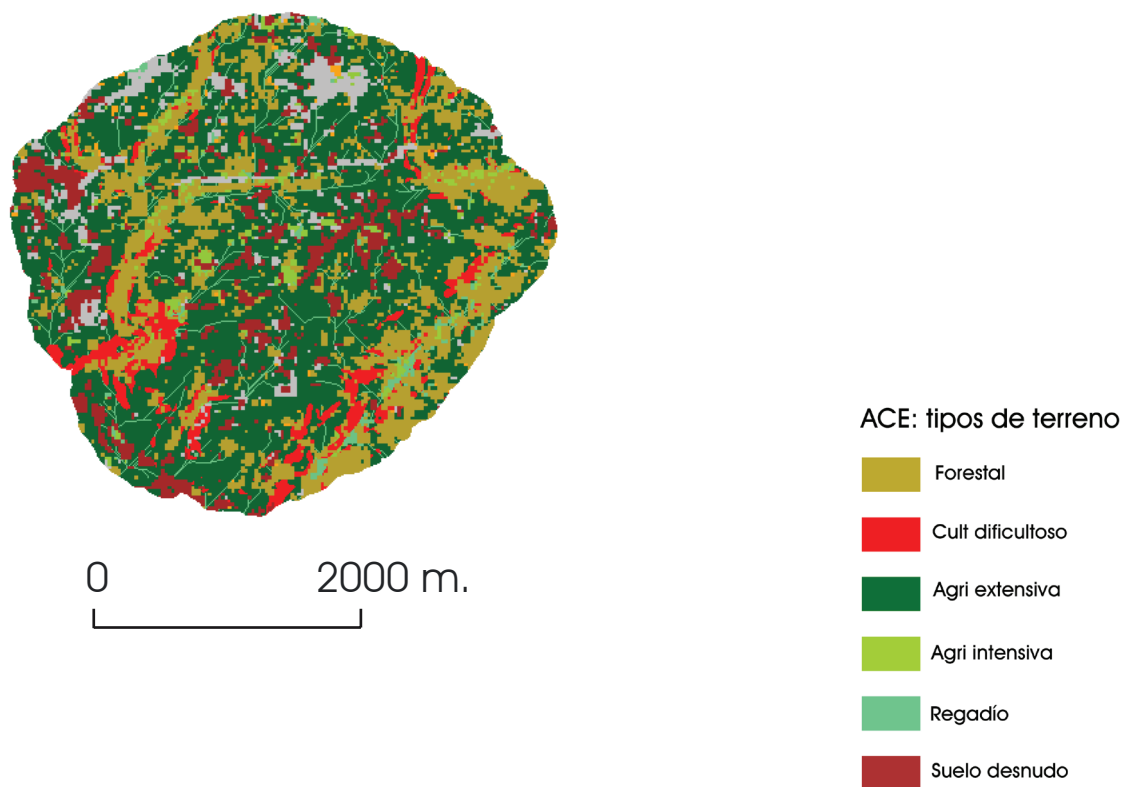 0 2000 m.
ACE: tipos de terreno
Forestal
Cult dificultoso
Agri extensiva
Agri intensiva
Regadío
Suelo desnudo